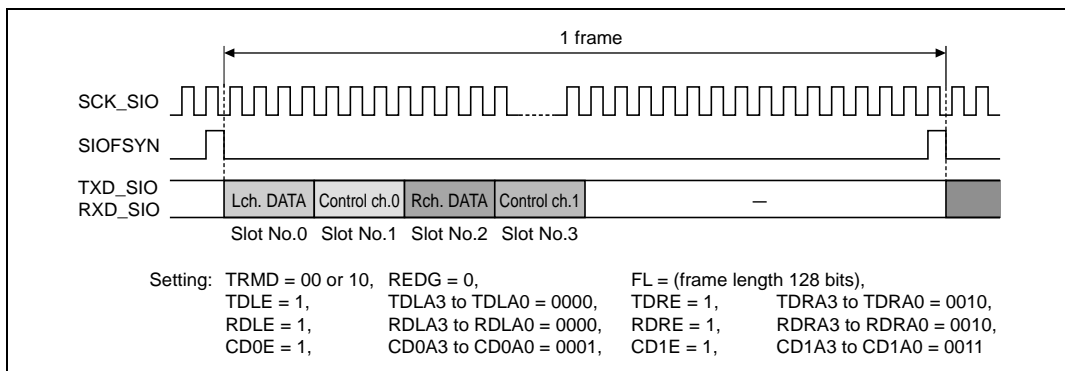 1 frame
SCK_SIO
SIOFSYN
TXD_SIO
RXD_SIO
Lch. DATA Control ch.0 Rch. DATA Control ch.1 —
Slot No.0 Slot No.1 Slot No.2 Slot No.3
Setting: TRMD = 00 or 10, REDG = 0, FL = (frame length 128 bits),
TDLE = 1, TDLA3 to TDLA0 = 0000, TDRE = 1, TDRA3 to TDRA0 = 0010,
RDLE = 1, RDLA3 to RDLA0 = 0000, RDRE = 1, RDRA3 to RDRA0 = 0010,
CD0E = 1, CD0A3 to CD0A0 = 0001, CD1E = 1, CD1A3 to CD1A0 = 0011